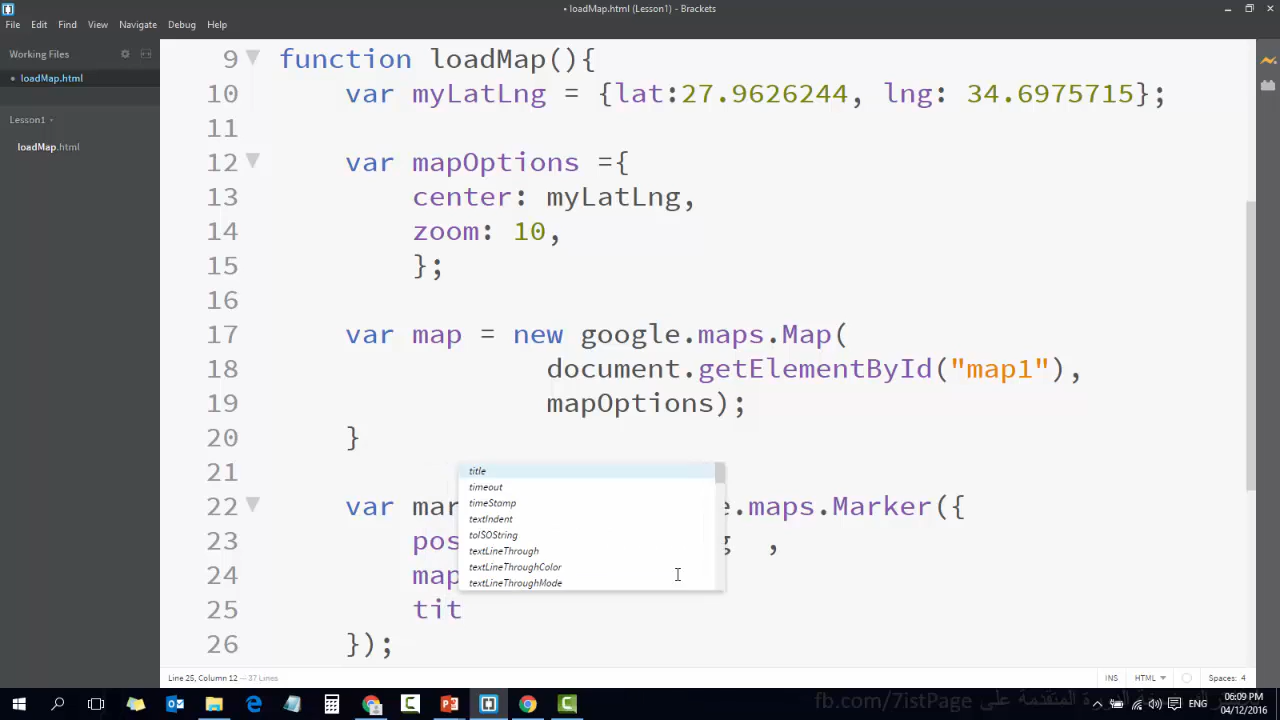 • loadMap.html (Lesson1) - Brackets
File Edit Find View Navigate Debug Help
Working Files
• loadMap.html
Lesson1
loadMap.html
9 function loadMap(){
10 var myLatLng = {lat:27.9626244, lng: 34.6975715};
11
12 var mapOptions ={
13 center: myLatLng,
14 zoom: 10,
15 };
16
17 var map = new google.maps.Map(
18 document.getElementById("map1"),
19 mapOptions);
20 }
21
title
timeout
timeStamp
textIndent
toISOString
textLineThrough
textLineThroughColor
textLineThroughMode
22 var mar e.maps.Marker({
23 pos g ,
24 map
25 tit
26 });
Line 25, Column 12 — 37 Lines
INS HTML Spaces: 4
fb.com/7istPage المتقدمة على
ENG
06:09 PM
04/12/2016